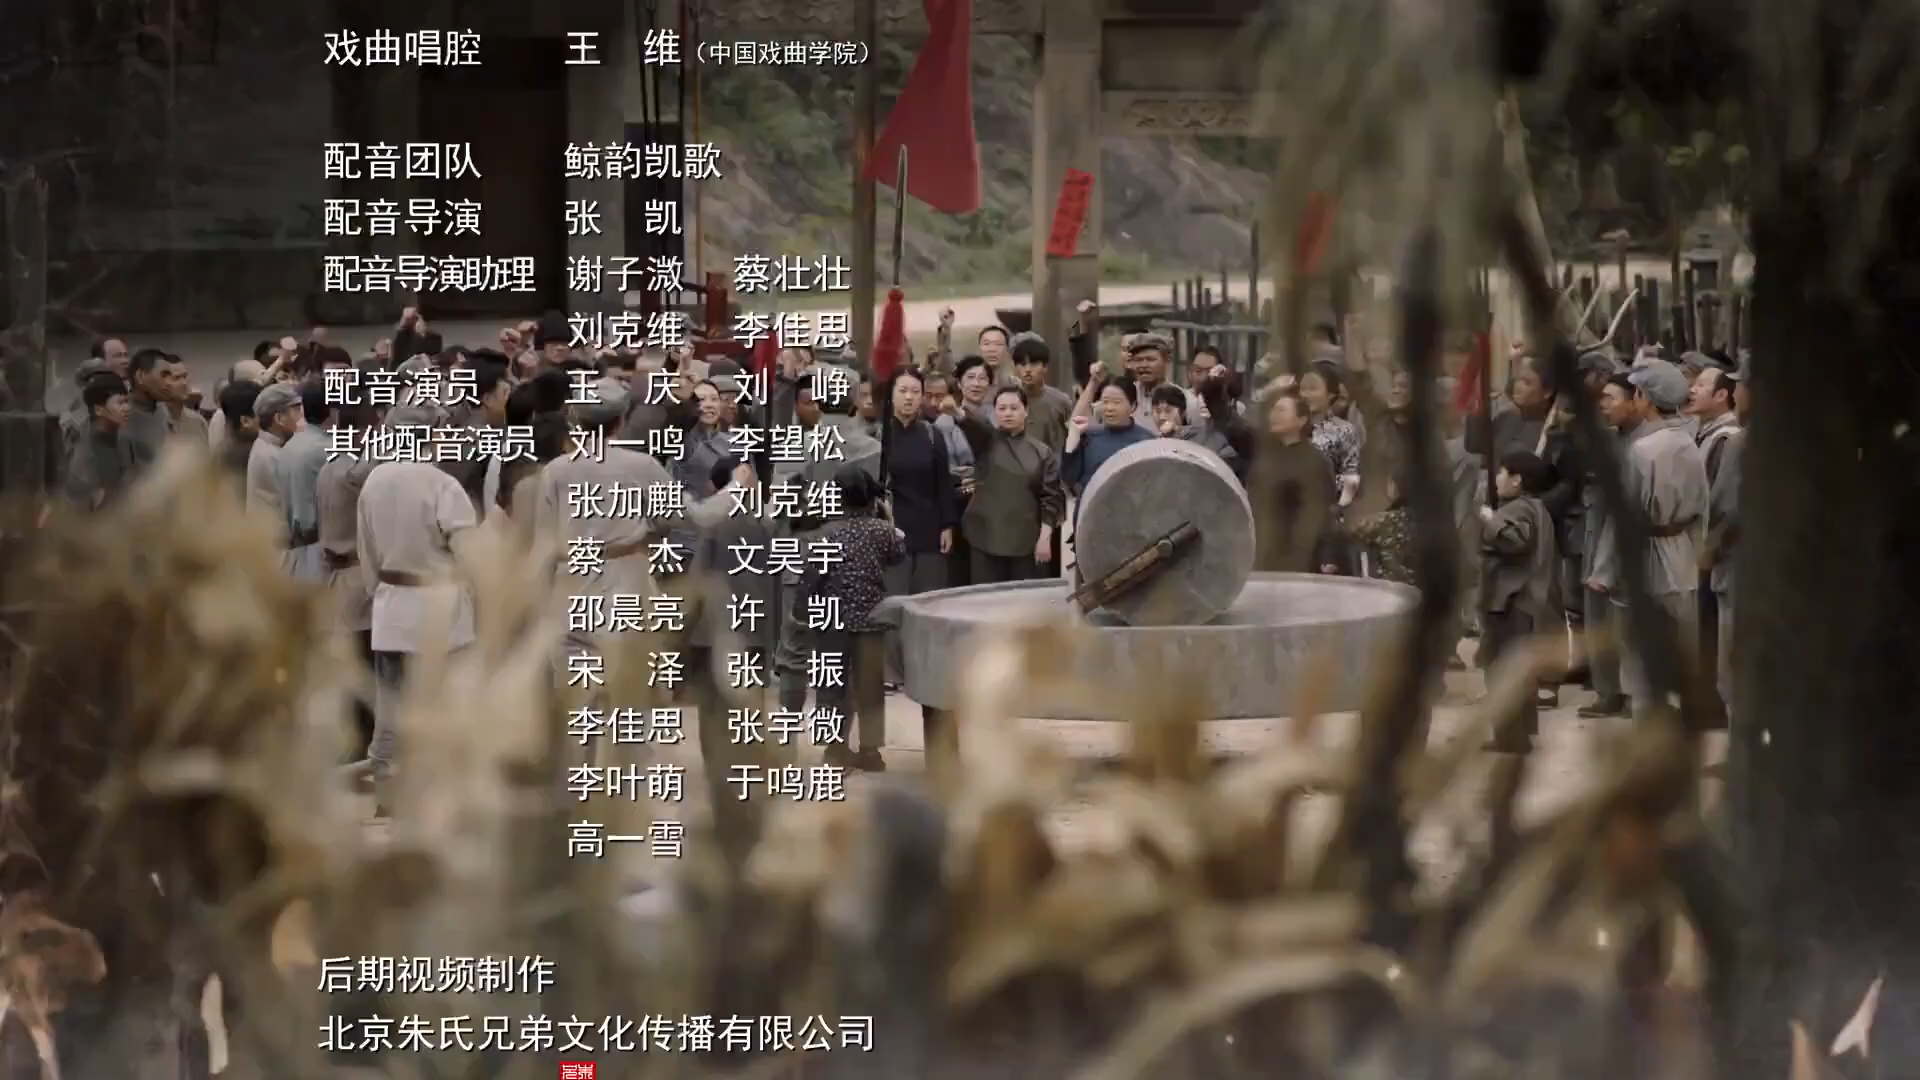 戏曲唱腔 王 维（中国戏曲学院）
配音团队 鲸韵凯歌
配音导演 张 凯
配音导演助理 谢子溦 蔡壮壮
刘克维 李佳思
配音演员 玉 庆 刘 峥
其他配音演员 刘一鸣 李望松
张加麒 刘克维
蔡 杰 文昊宇
邵晨亮 许 凯
宋 泽 张 振
李佳思 张宇微
李叶萌 于鸣鹿
高一雪
后期视频制作
北京朱氏兄弟文化传播有限公司